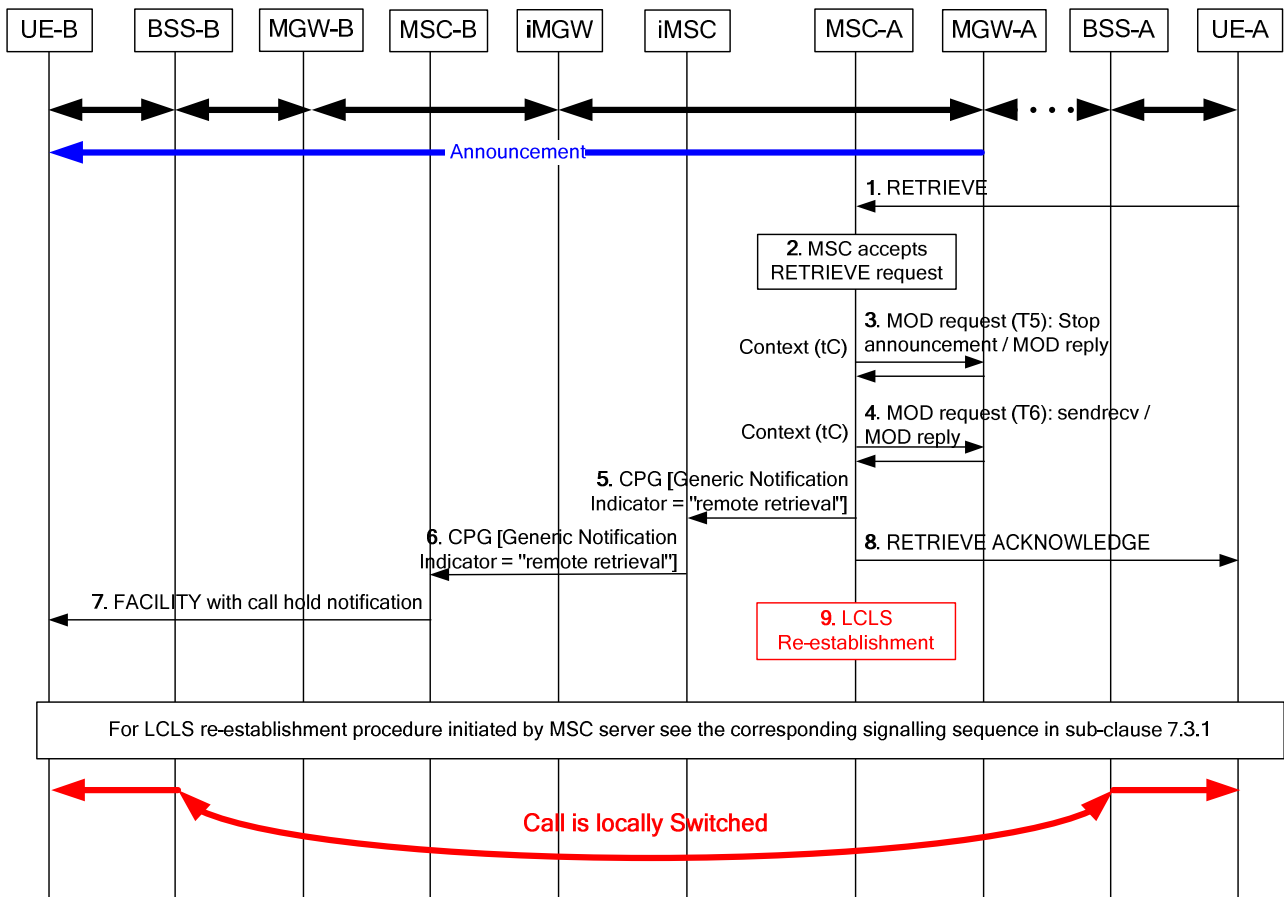 UE-B
BSS-B
MGW-B
MSC-B
iMGW
iMSC
MSC-A
MGW-A
BSS-A
UE-A
Announcement
1. RETRIEVE
2. MSC accepts
RETRIEVE request
3. MOD request (T5): Stop
announcement / MOD reply
Context (tC)
4. MOD request (T6): sendrecv /
MOD reply
Context (tC)
5. CPG [Generic Notification
Indicator = "remote retrieval"]
6. CPG [Generic Notification
Indicator = "remote retrieval"]
8. RETRIEVE ACKNOWLEDGE
7. FACILITY with call hold notification
9. LCLS
Re-establishment
For LCLS re-establishment procedure initiated by MSC server see the corresponding signalling sequence in sub-clause 7.3.1
Call is locally Switched